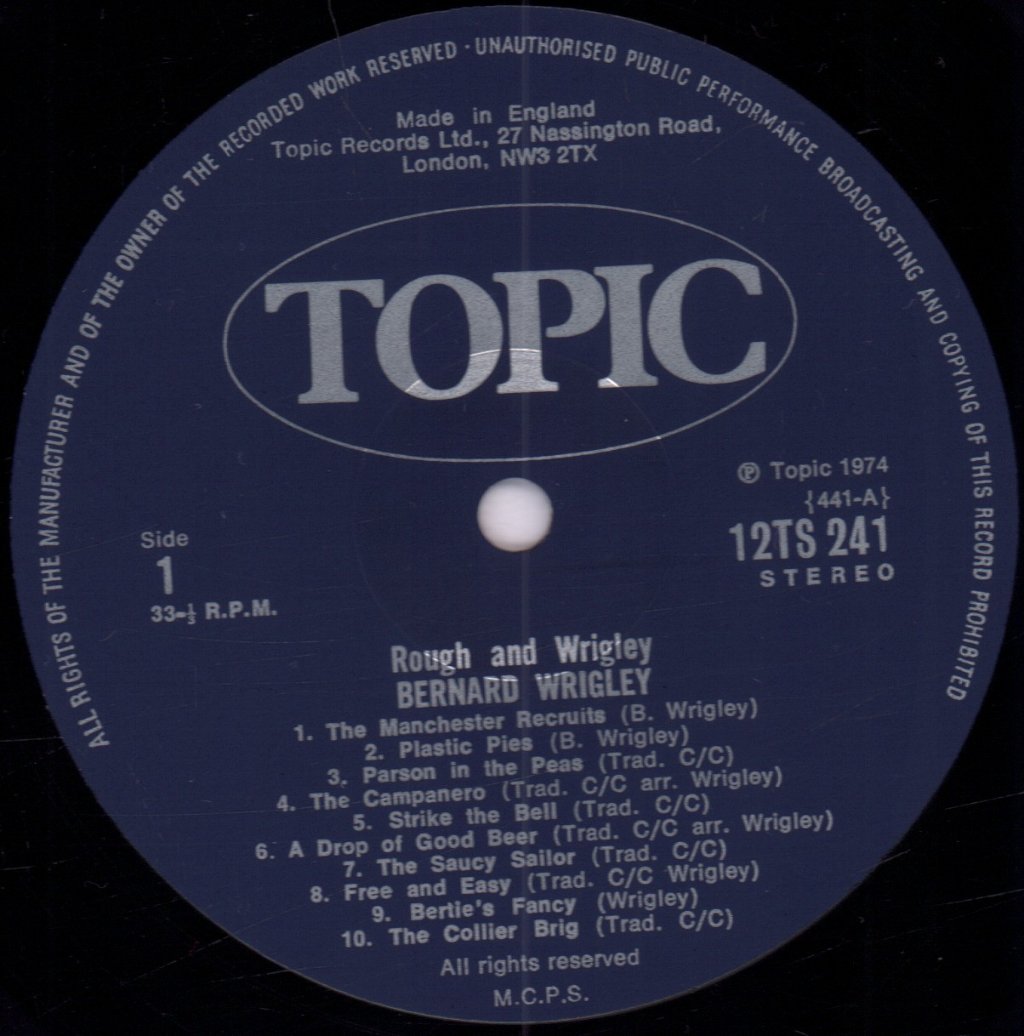 ALL RIGHTS OF THE MANUFACTURER AND OF THE OWNER OF THE RECORDED WORK RESERVED · UNAUTHORISED PUBLIC PERFORMANCE BROADCASTING AND COPYING OF THIS RECORD PROHIBITED
Made in England
Topic Records Ltd., 27 Nassington Road,
London, NW3 2TX
TOPIC
℗ Topic 1974
{441-A}
12TS 241
STEREO
Side
1
33-⅓ R.P.M.
Rough and Wrigley
BERNARD WRIGLEY
1. The Manchester Recruits (B. Wrigley)
2. Plastic Pies (B. Wrigley)
3. Parson in the Peas (Trad. C/C)
4. The Campanero (Trad. C/C arr. Wrigley)
5. Strike the Bell (Trad. C/C)
6. A Drop of Good Beer (Trad. C/C arr. Wrigley)
7. The Saucy Sailor (Trad. C/C)
8. Free and Easy (Trad. C/C Wrigley)
9. Bertie's Fancy (Wrigley)
10. The Collier Brig (Trad. C/C)
All rights reserved
M.C.P.S.